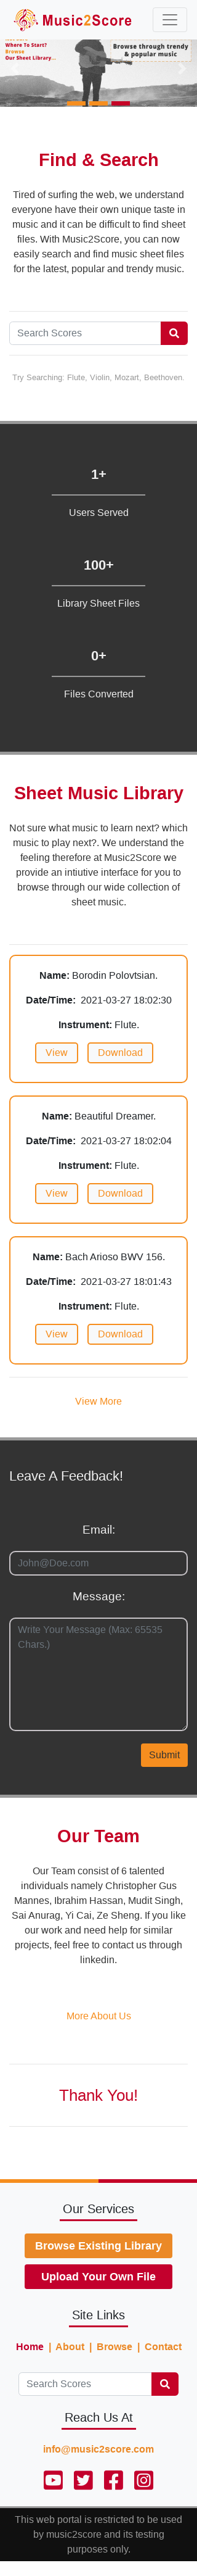 Music2Score
Where To Start?
Browse
Our Sheet Library...
Browse through trendy
& popular music
Find & Search
Tired of surfing the web, we understand
everyone have their own unique taste in
music and it can be difficult to find sheet
files. With Music2Score, you can now
easily search and find music sheet files
for the latest, popular and trendy music.
Search Scores
Try Searching: Flute, Violin, Mozart, Beethoven.
1+
Users Served
100+
Library Sheet Files
0+
Files Converted
Sheet Music Library
Not sure what music to learn next? which
music to play next?. We understand the
feeling therefore at Music2Score we
provide an intiutive interface for you to
browse through our wide collection of
sheet music.
Name: Borodin Polovtsian.
Date/Time: 2021-03-27 18:02:30
Instrument: Flute.
View Download
Name: Beautiful Dreamer.
Date/Time: 2021-03-27 18:02:04
Instrument: Flute.
View Download
Name: Bach Arioso BWV 156.
Date/Time: 2021-03-27 18:01:43
Instrument: Flute.
View Download
View More
Leave A Feedback!
Email:
John@Doe.com
Message:
Write Your Message (Max: 65535
Chars.)
Submit
Our Team
Our Team consist of 6 talented
individuals namely Christopher Gus
Mannes, Ibrahim Hassan, Mudit Singh,
Sai Anurag, Yi Cai, Ze Sheng. If you like
our work and need help for similar
projects, feel free to contact us through
linkedin.
More About Us
Thank You!
Our Services
Browse Existing Library
Upload Your Own File
Site Links
Home | About | Browse | Contact
Search Scores
Reach Us At
info@music2score.com
This web portal is restricted to be used
by music2score and its testing
purposes only.